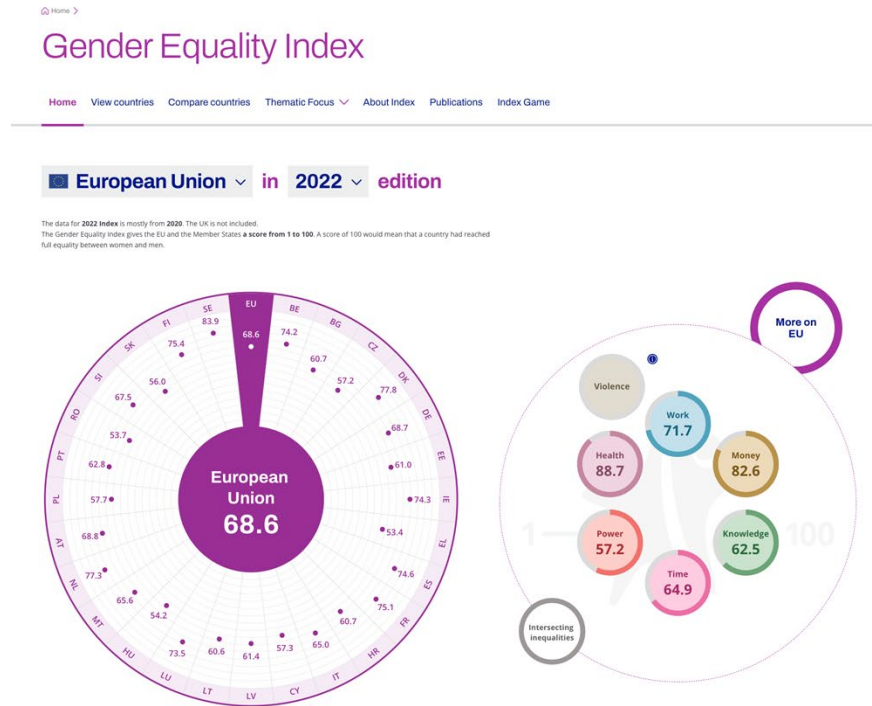 Home >
Gender Equality Index
Home View countries Compare countries Thematic Focus About Index Publications Index Game
European Union in 2022 edition
The data for 2022 Index is mostly from 2020. The UK is not included.
The Gender Equality Index gives the EU and the Member States a score from 1 to 100. A score of 100 would mean that a country had reached
full equality between women and men.
EU
68.6
BE
74.2
BG
60.7
CZ
57.2
DK
77.8
DE
68.7
EE
61.0
IE
74.3
EL
53.4
ES
74.6
FR
75.1
HR
60.7
IT
65.0
CY
57.3
LV
61.4
LT
60.6
LU
73.5
HU
54.2
MT
65.6
NL
77.3
AT
68.8
PL
57.7
PT
62.8
RO
53.7
SI
67.5
SK
56.0
FI
75.4
SE
83.9
European
Union
68.6
More on
EU
Violence
Work
71.7
Health
88.7
Money
82.6
1
100
Power
57.2
Knowledge
62.5
Time
64.9
Intersecting
inequalities